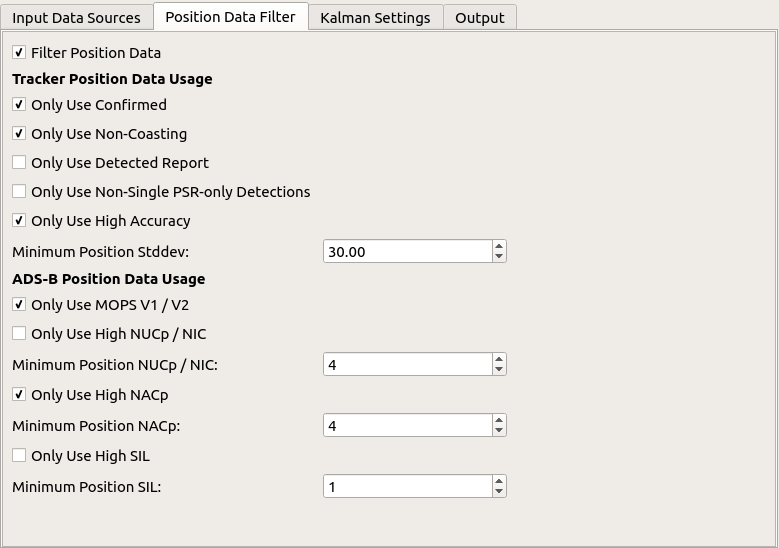 Input Data Sources Position Data Filter Kalman Settings Output
Filter Position Data
Tracker Position Data Usage
Only Use Confirmed
Only Use Non-Coasting
Only Use Detected Report
Only Use Non-Single PSR-only Detections
Only Use High Accuracy
Minimum Position Stddev: 30.00
ADS-B Position Data Usage
Only Use MOPS V1 / V2
Only Use High NUCp / NIC
Minimum Position NUCp / NIC: 4
Only Use High NACp
Minimum Position NACp: 4
Only Use High SIL
Minimum Position SIL: 1